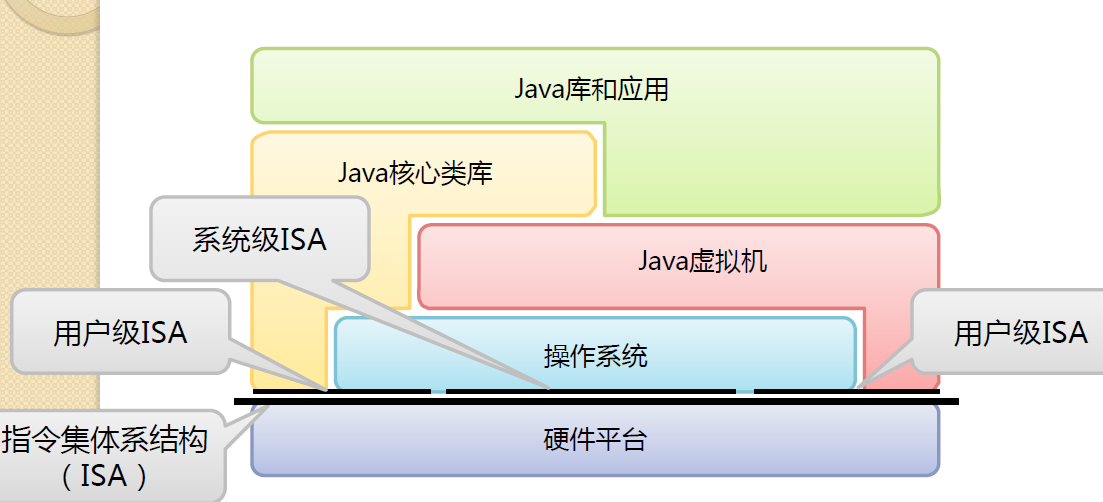 Java库和应用
Java核心类库
系统级ISA
Java虚拟机
用户级ISA
用户级ISA
操作系统
指令集体系结构
（ISA）
硬件平台